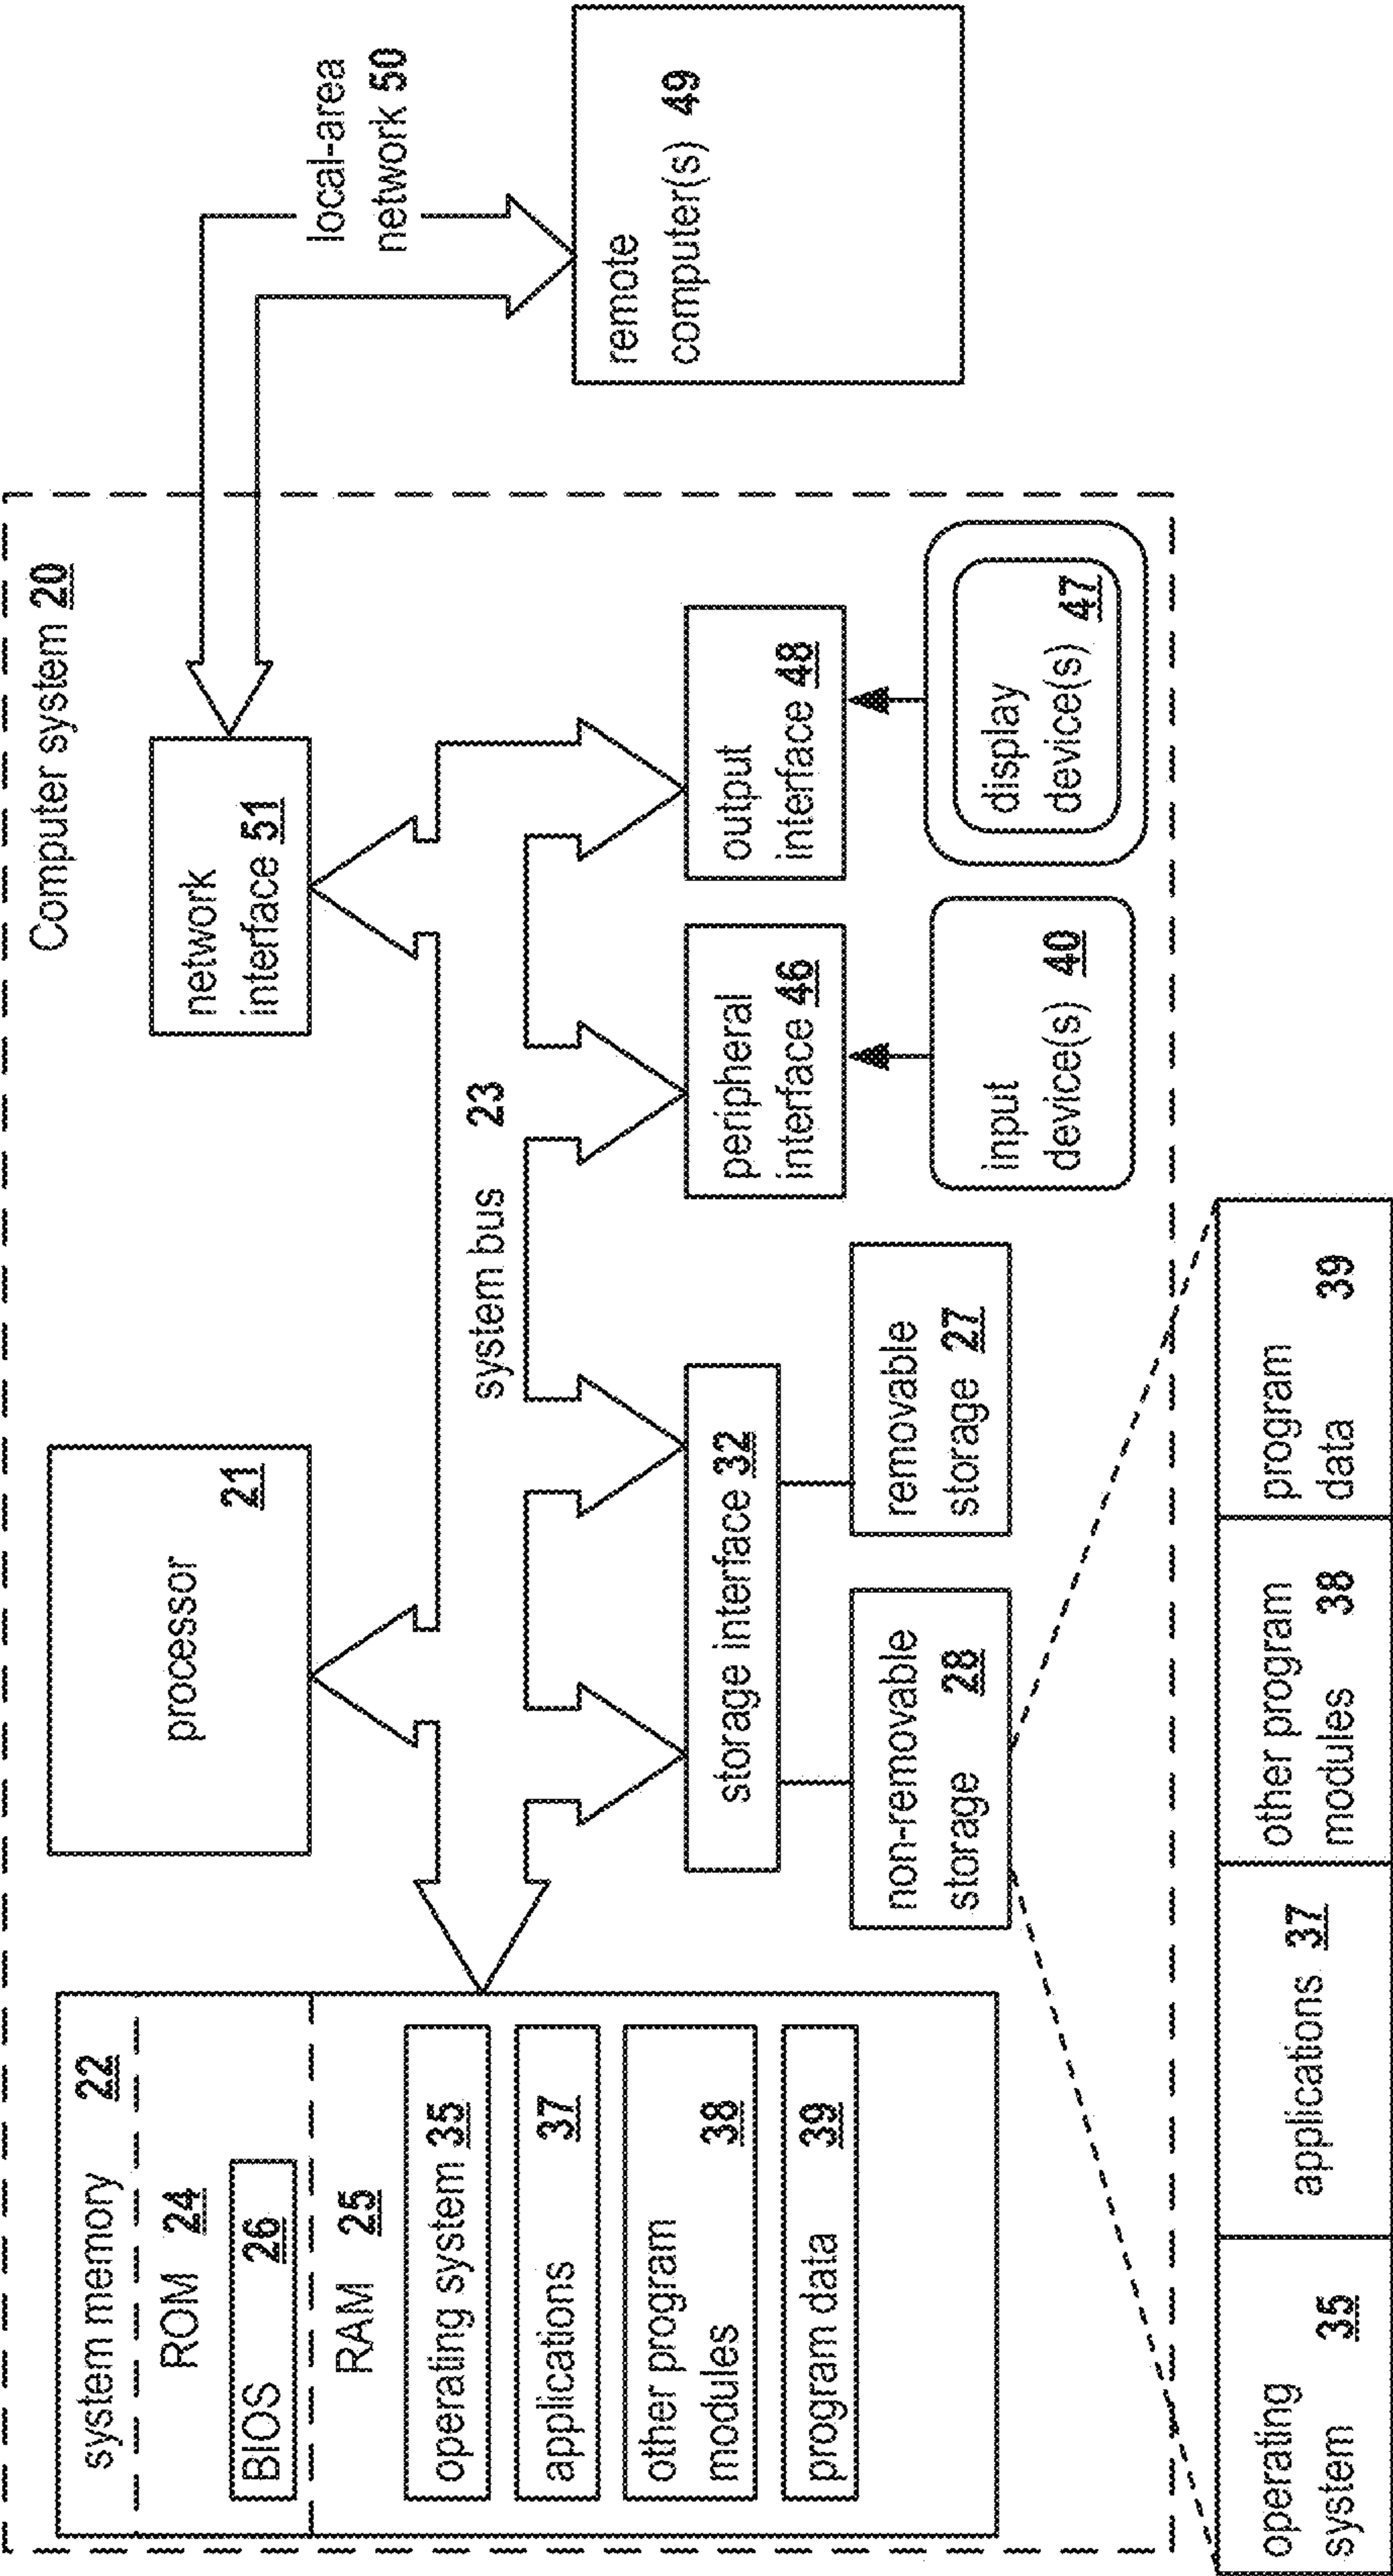 Computer system 20
system memory 22
ROM 24
BIOS 26
RAM 25
operating system 35
applications 37
other program
modules 38
program data 39
processor 21
network
interface 51
local-area
network 50
system bus 23
storage interface 32
peripheral
interface 46
output
interface 48
remote
computer(s) 49
non-removable
storage 28
removable
storage 27
input
device(s) 40
display
device(s) 47
operating
system 35
applications 37
other program
modules 38
program
data 39